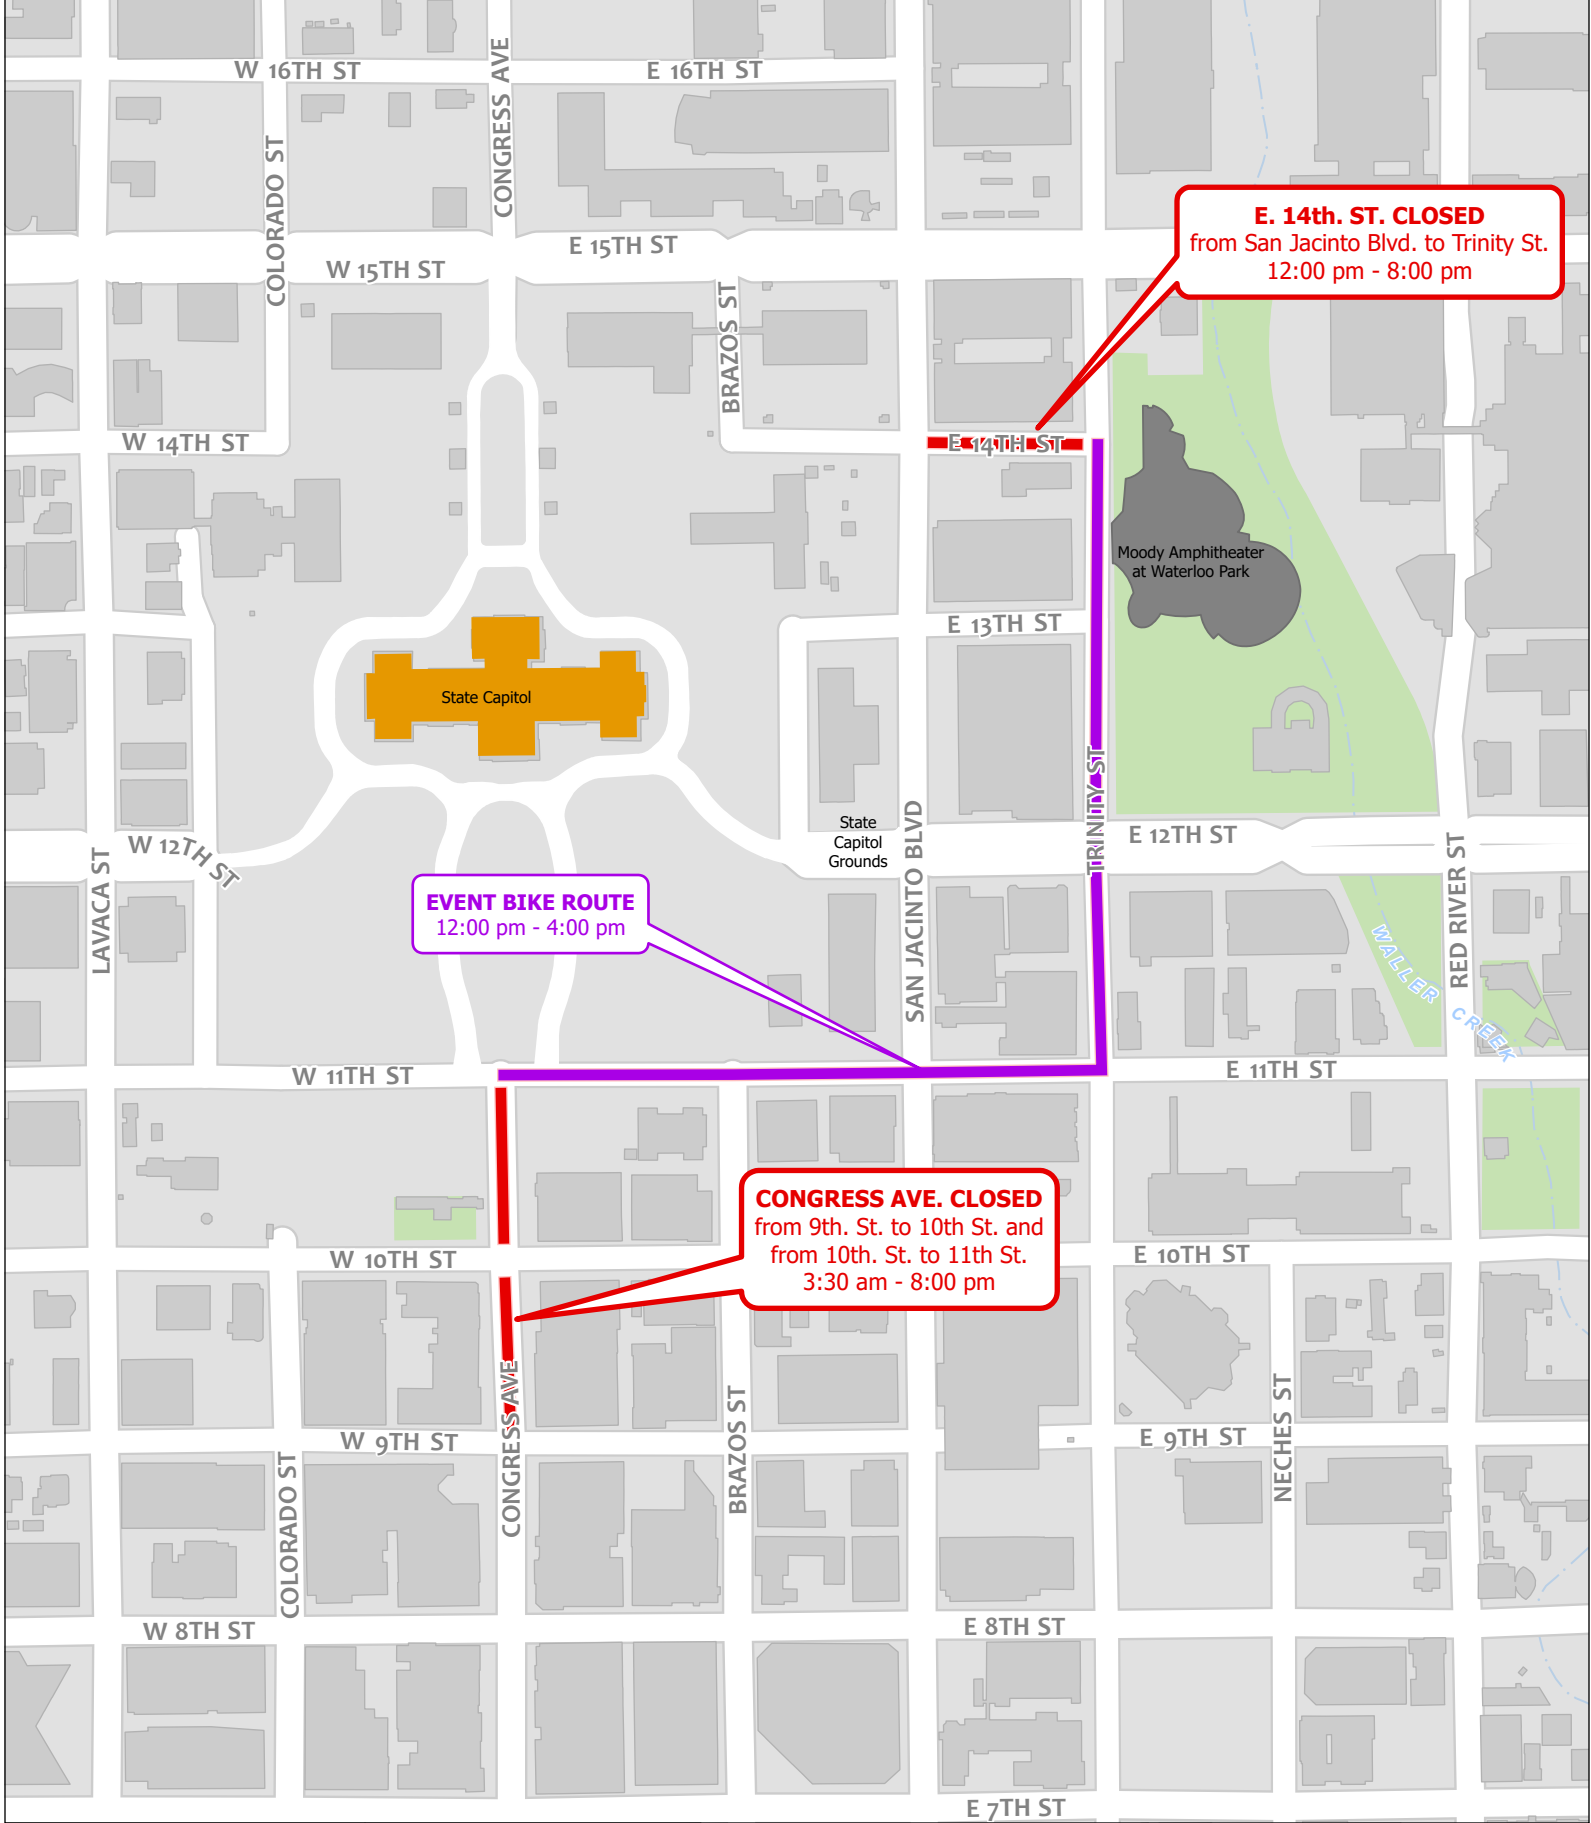 W 16TH ST
E 16TH ST
CONGRESS AVE
COLORADO ST
E. 14th. ST. CLOSED
from San Jacinto Blvd. to Trinity St.
12:00 pm - 8:00 pm
E 15TH ST
W 15TH ST
BRAZOS ST
W 14TH ST
E 14TH ST
Moody Amphitheater
at Waterloo Park
E 13TH ST
State Capitol
TRINITY ST
State
Capitol
Grounds
SAN JACINTO BLVD
E 12TH ST
W 12TH ST
LAVACA ST
RED RIVER ST
EVENT BIKE ROUTE
12:00 pm - 4:00 pm
WALLER CREEK
W 11TH ST
E 11TH ST
CONGRESS AVE. CLOSED
from 9th. St. to 10th St. and
from 10th. St. to 11th St.
3:30 am - 8:00 pm
W 10TH ST
E 10TH ST
CONGRESS AVE
BRAZOS ST
NECHES ST
W 9TH ST
E 9TH ST
COLORADO ST
W 8TH ST
E 8TH ST
E 7TH ST